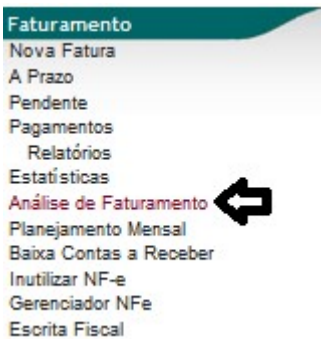 Faturamento
Nova Fatura
A Prazo
Pendente
Pagamentos
Relatórios
Estatísticas
Análise de Faturamento
Planejamento Mensal
Baixa Contas a Receber
Inutilizar NF-e
Gerenciador NFe
Escrita Fiscal